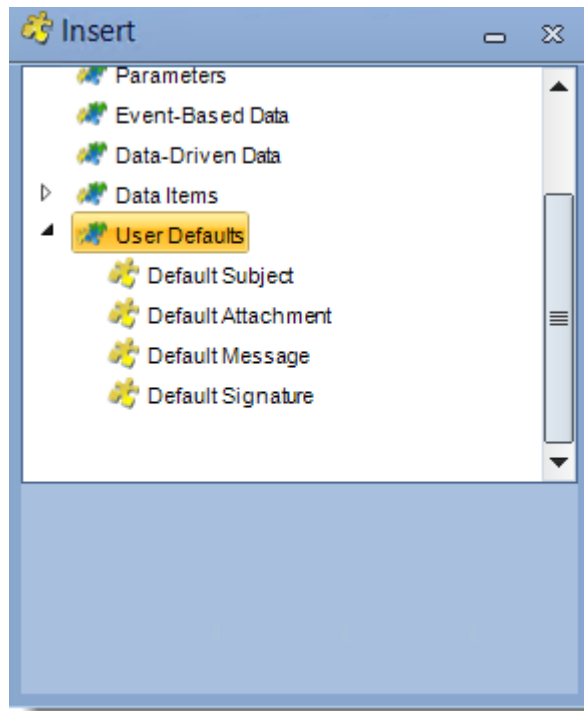 Insert
Parameters
Event-Based Data
Data-Driven Data
Data Items
User Defaults
Default Subject
Default Attachment
Default Message
Default Signature